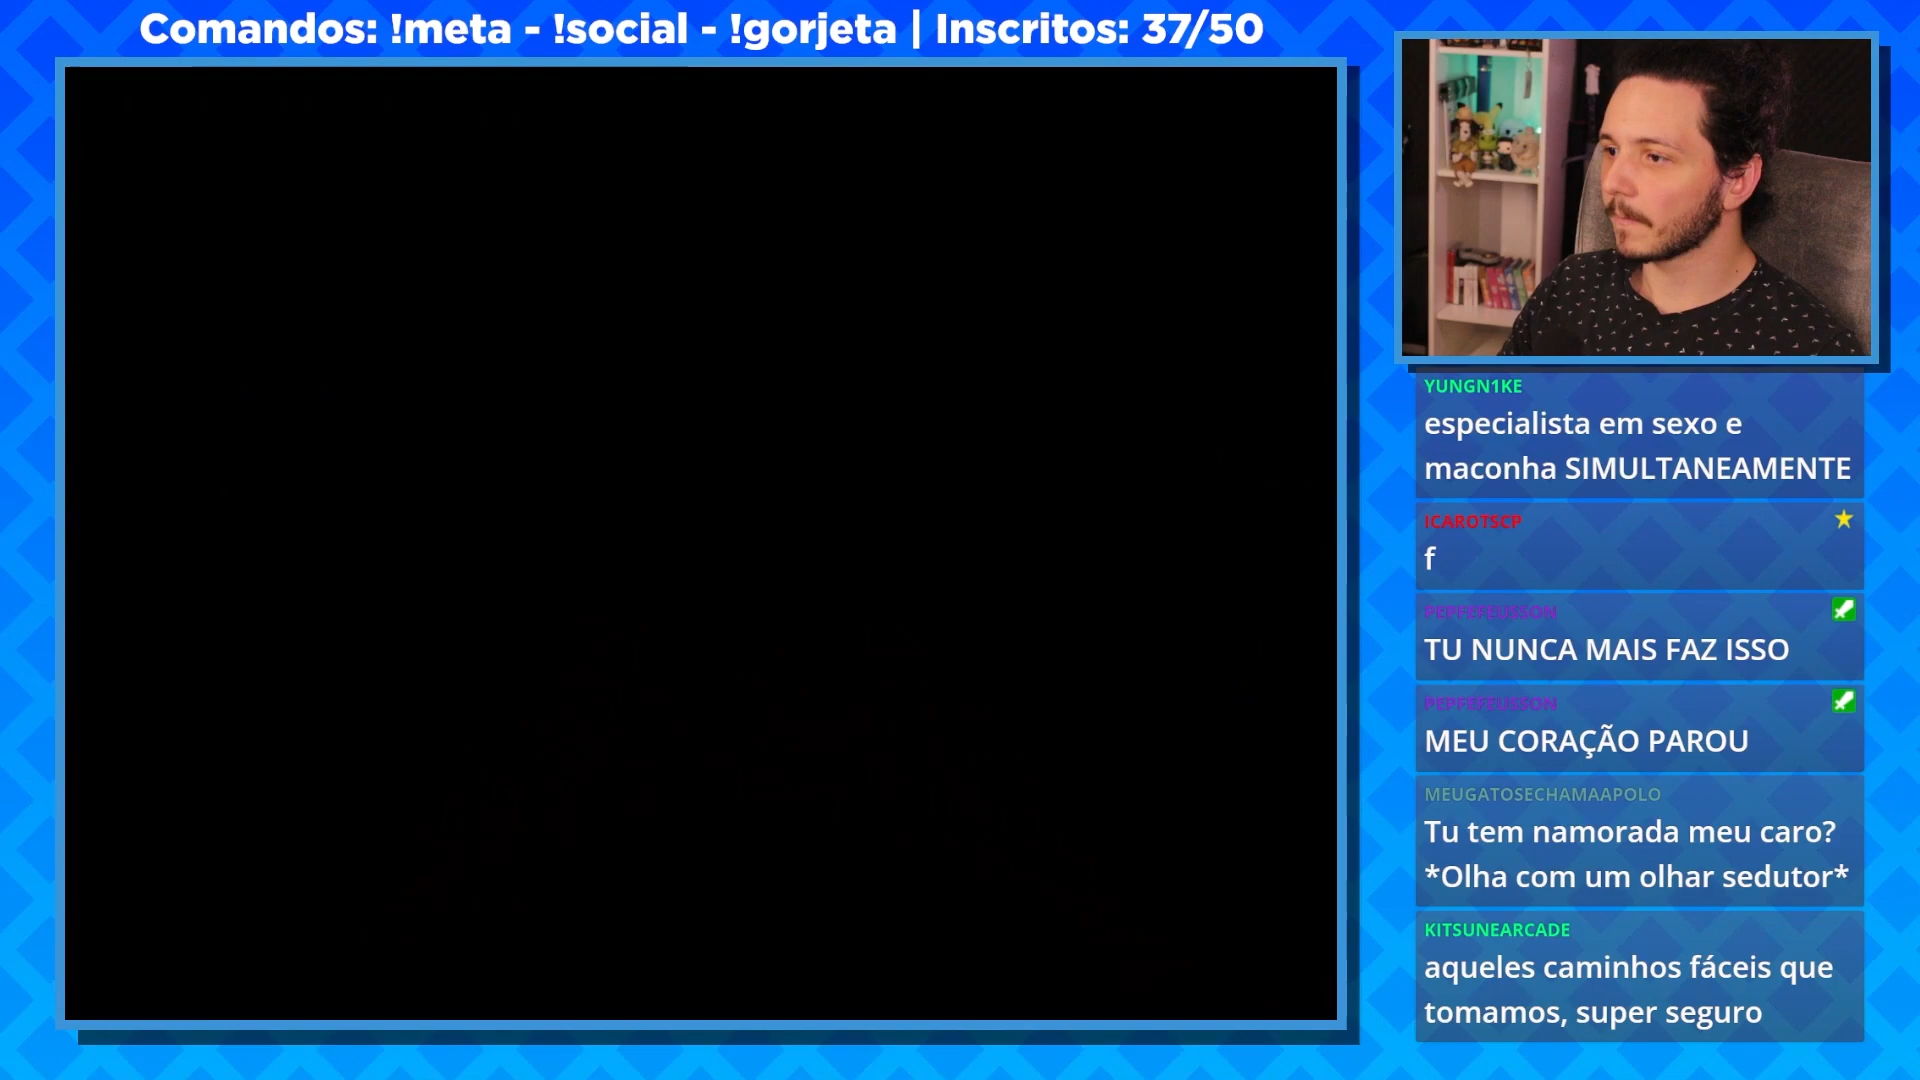 Comandos: !meta - !social - !gorjeta | Inscritos: 37/50
YUNGN1KE
especialista em sexo e
maconha SIMULTANEAMENTE
ICAROTSCP
f
PEPFEFEUSSON
TU NUNCA MAIS FAZ ISSO
PEPFEFEUSSON
MEU CORAÇÃO PAROU
MEUGATOSECHAMAAPOLO
Tu tem namorada meu caro?
*Olha com um olhar sedutor*
KITSUNEARCADE
aqueles caminhos fáceis que
tomamos, super seguro